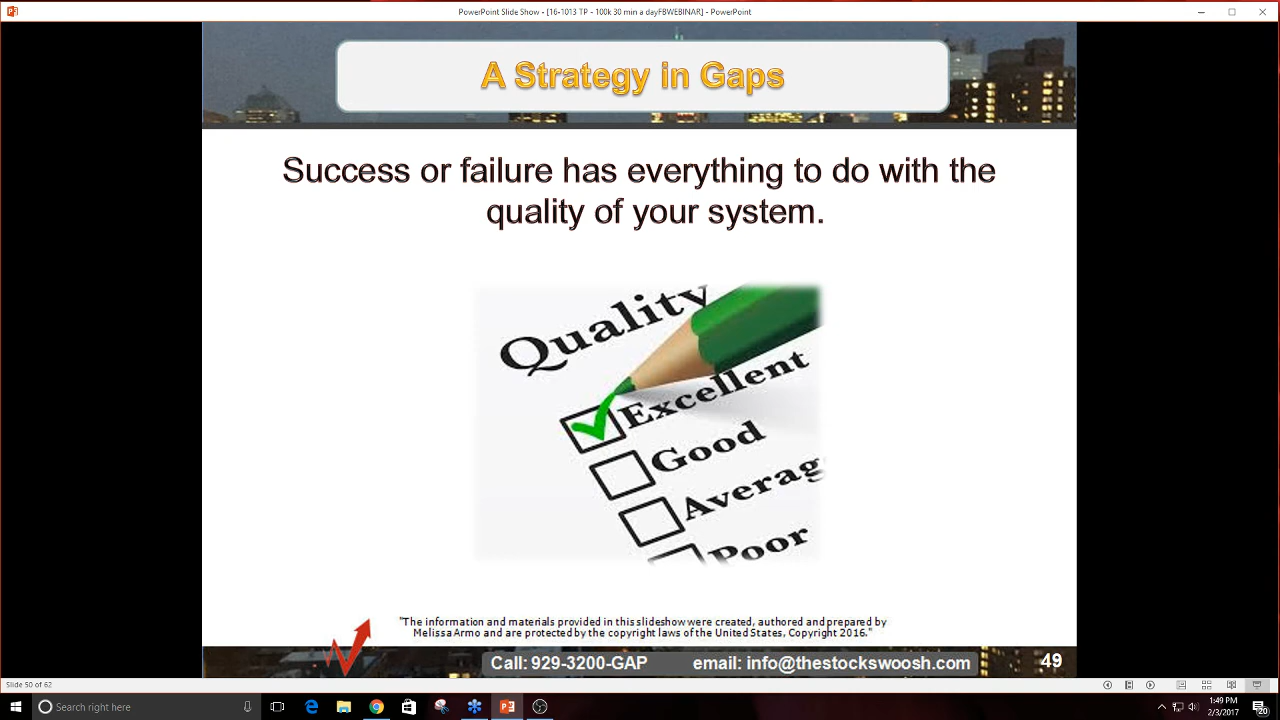 PowerPoint Slide Show - [16-1013 TP - 100k 30 min a dayFBWEBINAR] - PowerPoint
A Strategy in Gaps
Success or failure has everything to do with the
quality of your system.
Quality
Excellent
Good
Averag
Poor
"The information and materials provided in this slideshow were created, authored and prepared by
Melissa Armo and are protected by the copyright laws of the United States, Copyright 2016."
Call: 929-3200-GAP email: info@thestockswoosh.com 49
Slide 50 of 62
Search right here
1:49 PM
2/3/2017
20